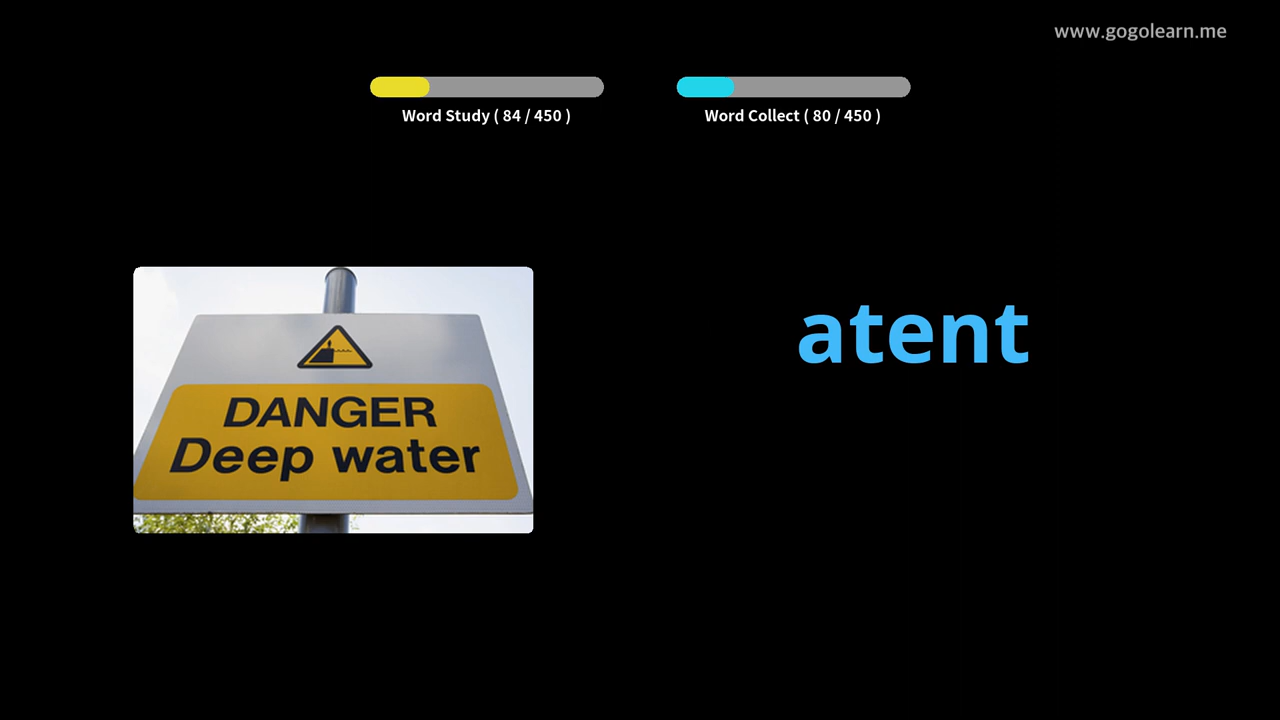 www.gogolearn.me
Word Study ( 84 / 450 )
Word Collect ( 80 / 450 )
DANGER
Deep water
atent